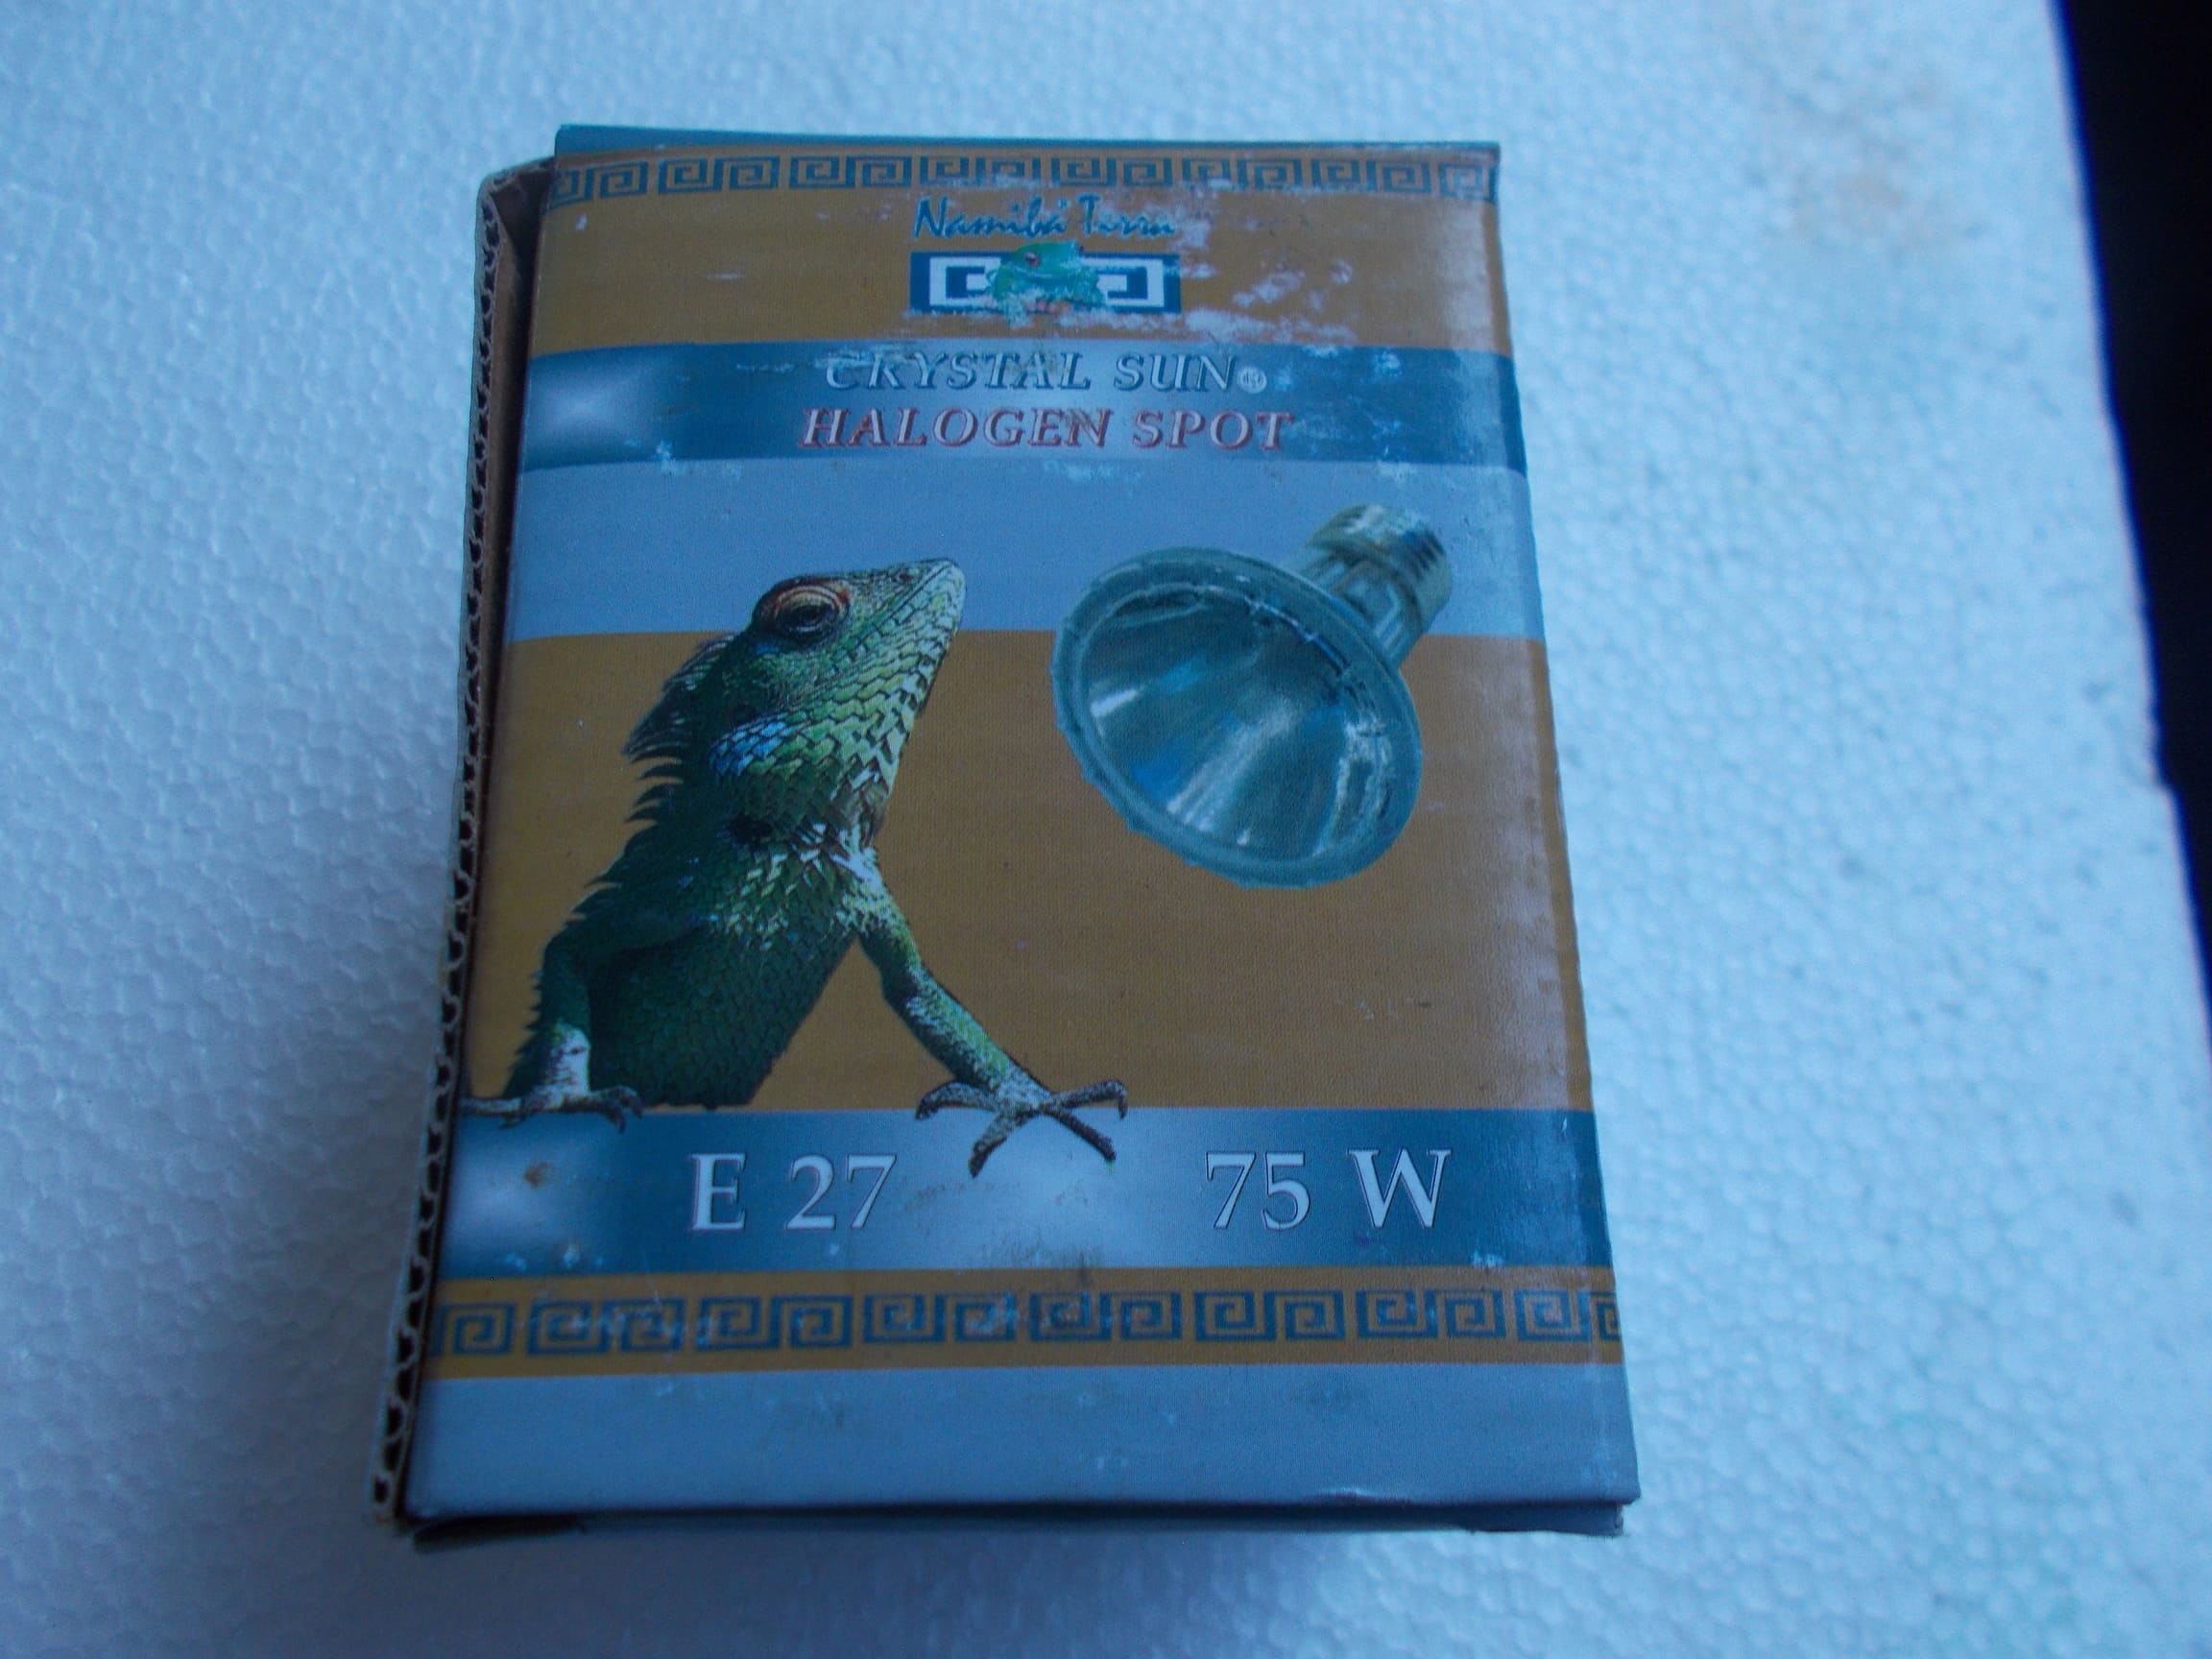 Namiba Terra
CRYSTAL SUN®
HALOGEN SPOT
E 27 75 W